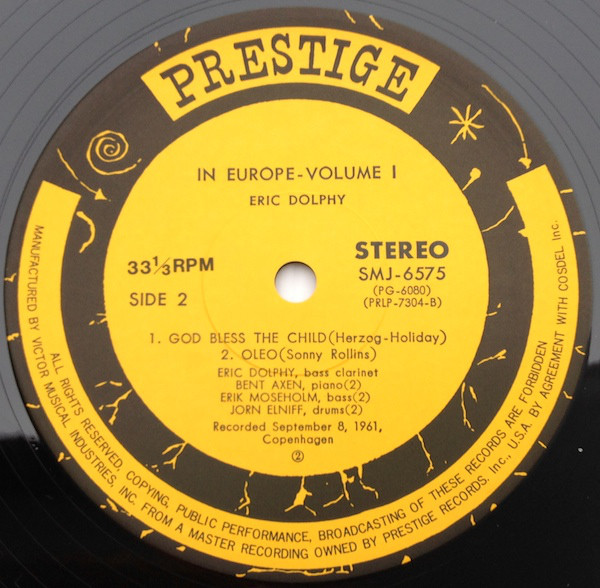 PRESTIGE
IN EUROPE-VOLUME I
ERIC DOLPHY
33⅓RPM
SIDE 2
STEREO
SMJ-6575
(PG-6080)
(PRLP-7304-B)
1. GOD BLESS THE CHILD(Herzog-Holiday)
2. OLEO(Sonny Rollins)
ERIC DOLPHY, bass clarinet
BENT AXEN, piano(2)
ERIK MOSEHOLM, bass(2)
JORN ELNIFF, drums(2)
Recorded September 8, 1961,
Copenhagen
②
MANUFACTURED BY VICTOR MUSICAL INDUSTRIES, INC. FROM A MASTER RECORDING OWNED BY PRESTIGE RECORDS. Inc., U.S.A. BY AGREEMENT WITH COSDEL Inc.
ALL RIGHTS RESERVED, COPYING, PUBLIC PERFORMANCE, BROADCASTING OF THESE RECORDS ARE FORBIDDEN